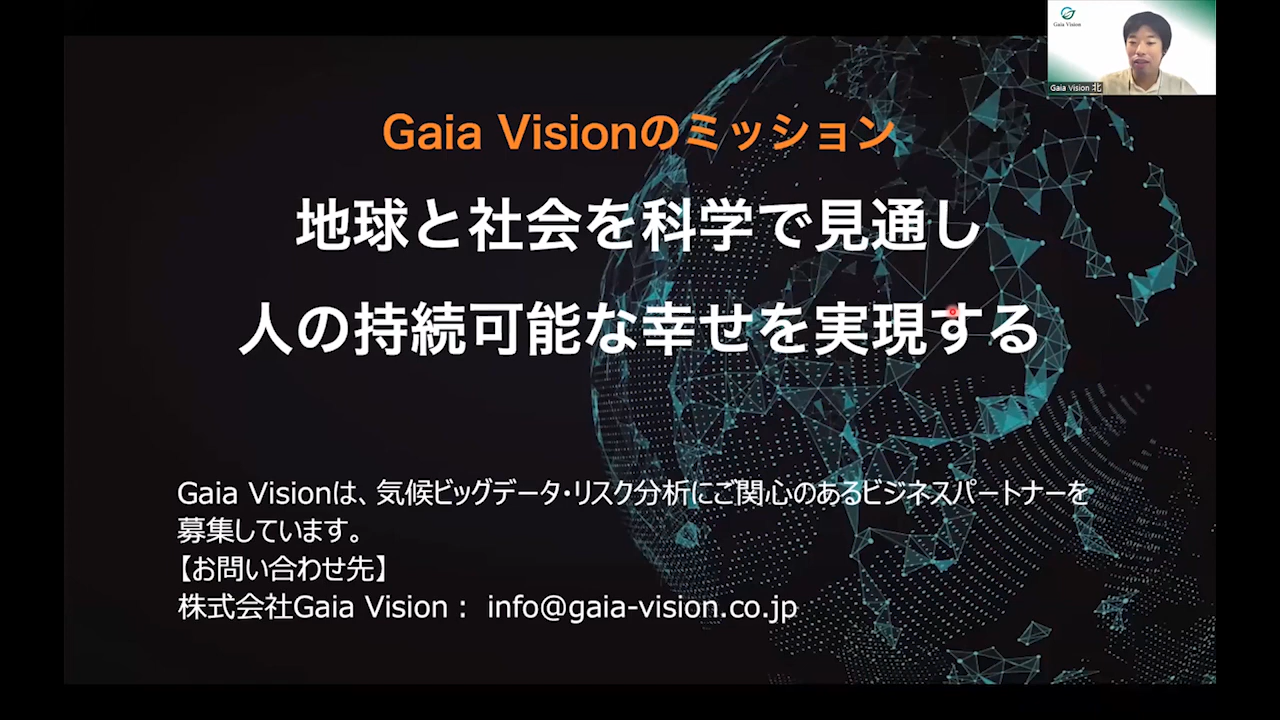 Gaia Vision
Gaia Vision 北
Gaia Visionのミッション
地球と社会を科学で見通し
人の持続可能な幸せを実現する
Gaia Visionは、気候ビッグデータ・リスク分析にご関心のあるビジネスパートナーを
募集しています。
【お問い合わせ先】
株式会社Gaia Vision： info@gaia-vision.co.jp